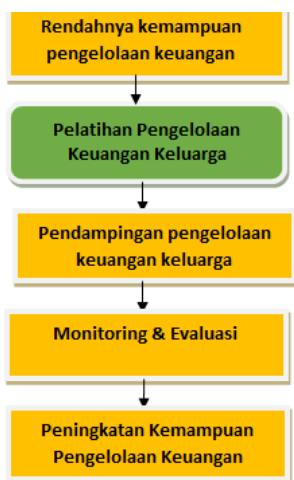 Rendahnya kemampuan
pengelolaan keuangan
Pelatihan Pengelolaan
Keuangan Keluarga
Pendampingan pengelolaan
keuangan keluarga
Monitoring & Evaluasi
Peningkatan Kemampuan
Pengelolaan Keuangan